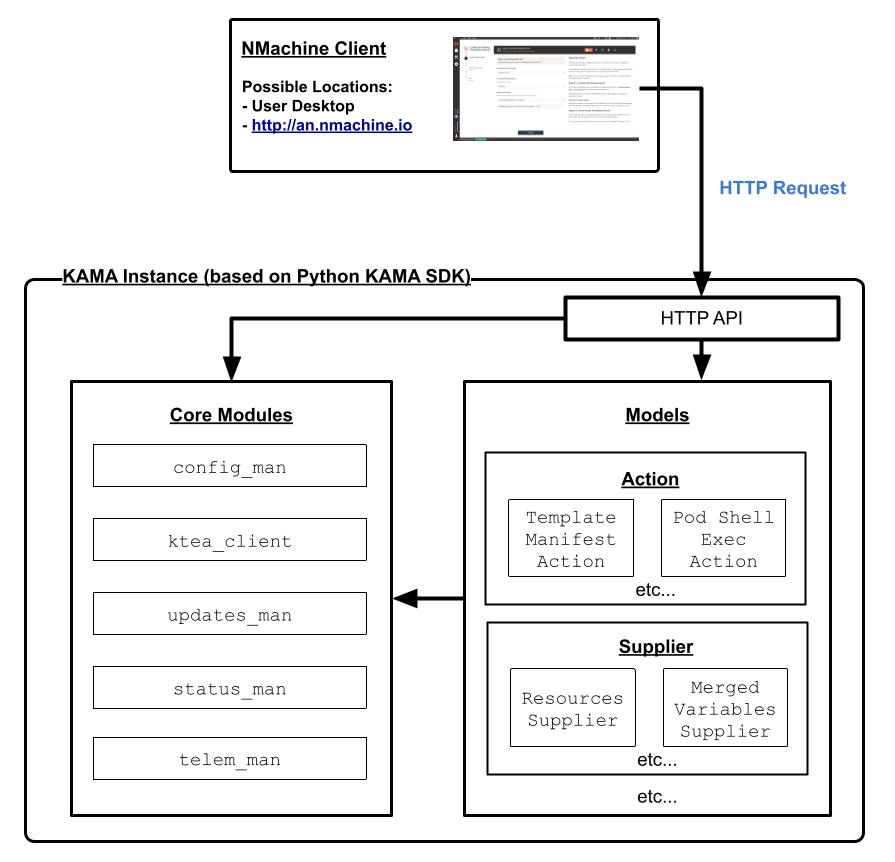 NMachine Client
Possible Locations:
- User Desktop
- http://an.nmachine.io
HTTP Request
KAMA Instance (based on Python KAMA SDK)
HTTP API
Core Modules
config_man
ktea_client
updates_man
status_man
telem_man
Models
Action
Template
Manifest
Action
Pod Shell
Exec
Action
etc...
Supplier
Resources
Supplier
Merged
Variables
Supplier
etc...
etc...